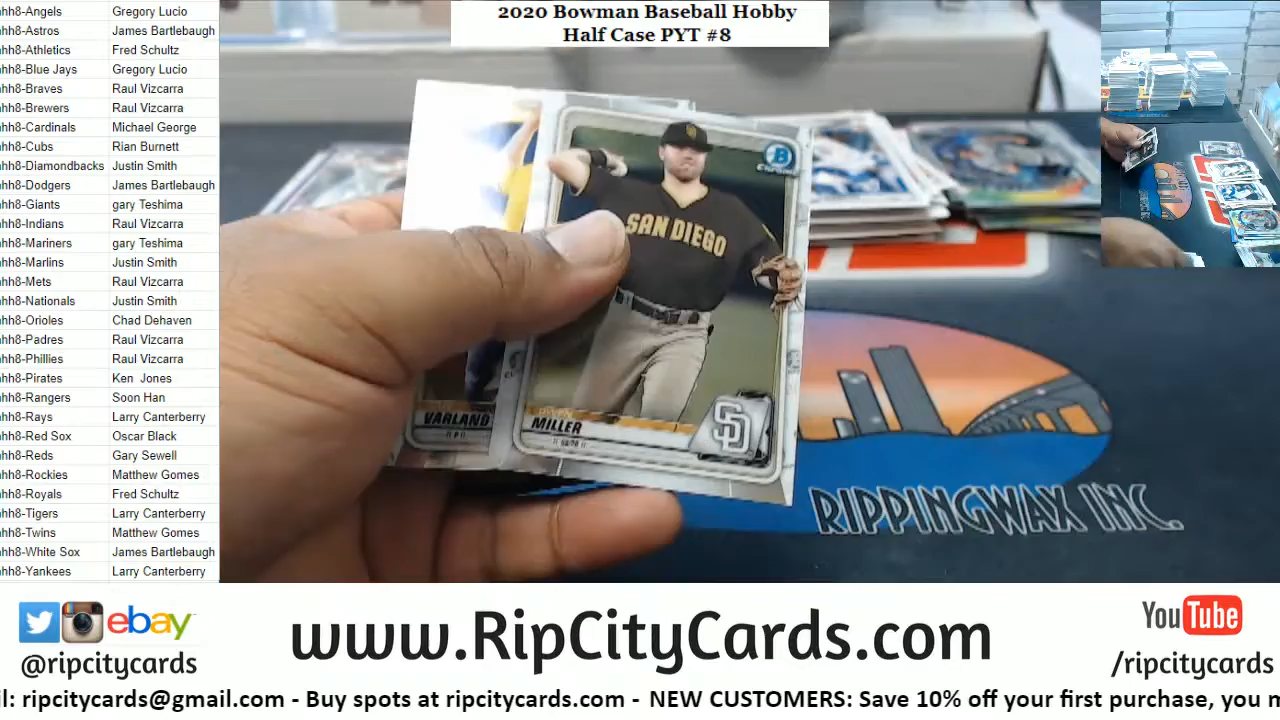 2020 Bowman Baseball Hobby
Half Case PYT #8
hh8-Angels Gregory Lucio
hh8-Astros James Bartlebaugh
hh8-Athletics Fred Schultz
hh8-Blue Jays Gregory Lucio
hh8-Braves Raul Vizcarra
hh8-Brewers Raul Vizcarra
hh8-Cardinals Michael George
hh8-Cubs Rian Burnett
hh8-Diamondbacks Justin Smith
hh8-Dodgers James Bartlebaugh
hh8-Giants gary Teshima
hh8-Indians Raul Vizcarra
hh8-Mariners gary Teshima
hh8-Marlins Justin Smith
hh8-Mets Raul Vizcarra
hh8-Nationals Justin Smith
hh8-Orioles Chad Dehaven
hh8-Padres Raul Vizcarra
hh8-Phillies Raul Vizcarra
hh8-Pirates Ken Jones
hh8-Rangers Soon Han
hh8-Rays Larry Canterberry
hh8-Red Sox Oscar Black
hh8-Reds Gary Sewell
hh8-Rockies Matthew Gomes
hh8-Royals Fred Schultz
hh8-Tigers Larry Canterberry
hh8-Twins Matthew Gomes
hh8-White Sox James Bartlebaugh
hh8-Yankees Larry Canterberry
B
CHROME
SAN DIEGO
OWEN
MILLER
SD
VARLAND
P
RIPPINGWAX INC.
ebay
@ripcitycards
www.RipCityCards.com
YouTube
/ripcitycards
il: ripcitycards@gmail.com - Buy spots at ripcitycards.com - NEW CUSTOMERS: Save 10% off your first purchase, you